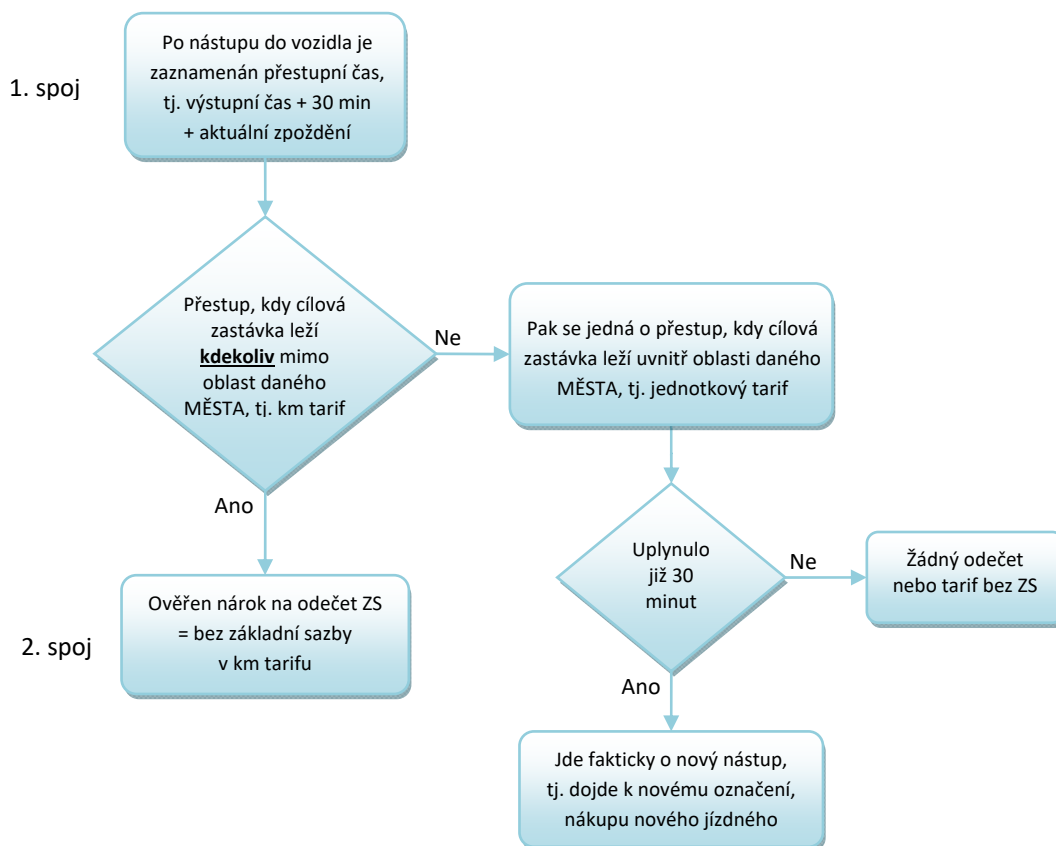 Po nástupu do vozidla je
zaznamenán přestupní čas,
tj. výstupní čas + 30 min
+ aktuální zpoždění
1. spoj
Přestup, kdy cílová
zastávka leží
kdekoliv mimo
oblast daného
MĚSTA, tj. km tarif
Ne
Pak se jedná o přestup, kdy cílová
zastávka leží uvnitř oblasti daného
MĚSTA, tj. jednotkový tarif
Ano
Uplynulo
již 30
minut
Ne
Žádný odečet
nebo tarif bez ZS
Ověřen nárok na odečet ZS
= bez základní sazby
v km tarifu
2. spoj
Ano
Jde fakticky o nový nástup,
tj. dojde k novému označení,
nákupu nového jízdného